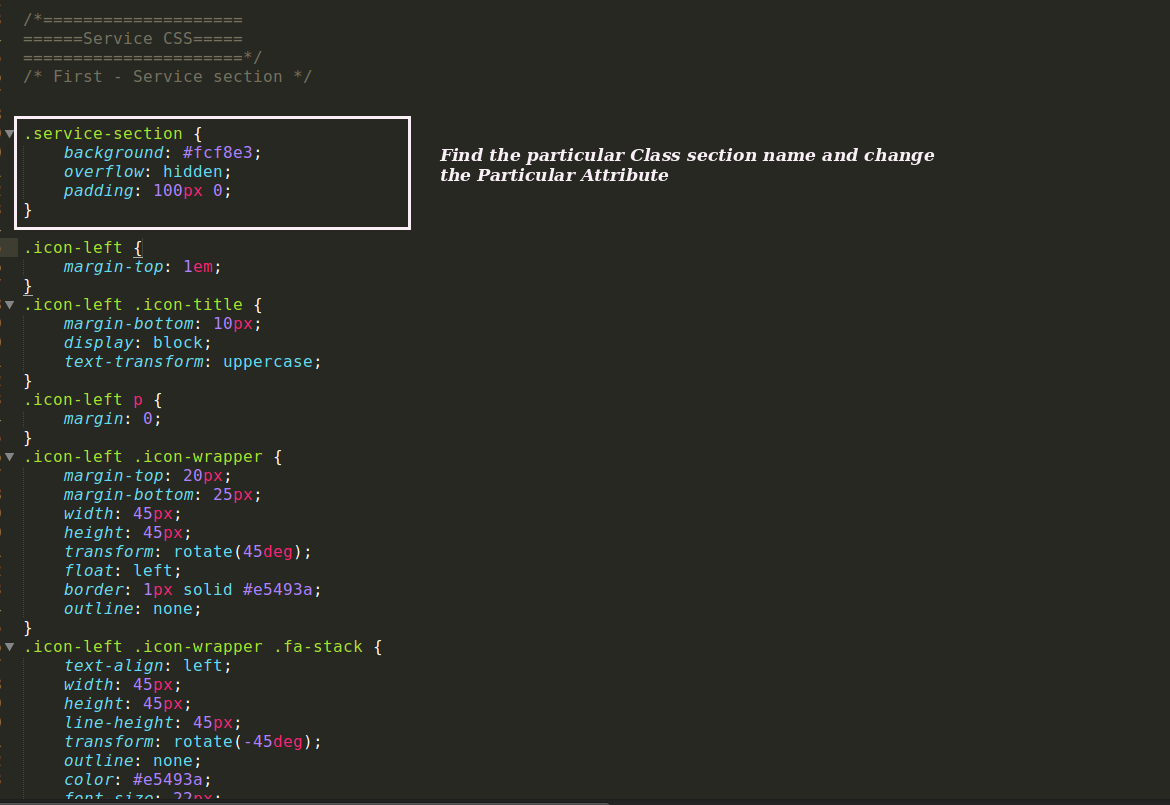 /*====================
======Service CSS=====
======================*/
/* First - Service section */
.service-section {
background: #fcf8e3;
overflow: hidden;
padding: 100px 0;
}
Find the particular Class section name and change
the Particular Attribute
.icon-left {
margin-top: 1em;
}
.icon-left .icon-title {
margin-bottom: 10px;
display: block;
text-transform: uppercase;
}
.icon-left p {
margin: 0;
}
.icon-left .icon-wrapper {
margin-top: 20px;
margin-bottom: 25px;
width: 45px;
height: 45px;
transform: rotate(45deg);
float: left;
border: 1px solid #e5493a;
outline: none;
}
.icon-left .icon-wrapper .fa-stack {
text-align: left;
width: 45px;
height: 45px;
line-height: 45px;
transform: rotate(-45deg);
outline: none;
color: #e5493a;
font-size: 22px;